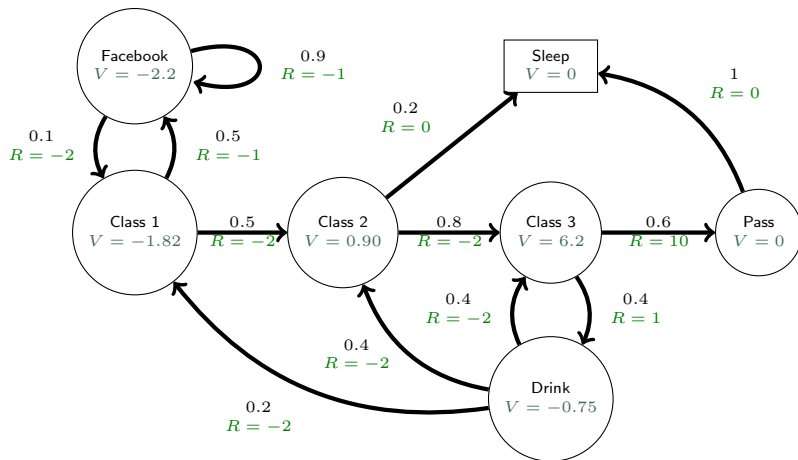 Facebook
V = −2.2
0.9
R = −1
Sleep
V = 0
1
R = 0
0.2
R = 0
0.1
R = −2
0.5
R = −1
Class 1
V = −1.82
0.5
R = −2
Class 2
V = 0.90
0.8
R = −2
Class 3
V = 6.2
0.6
R = 10
Pass
V = 0
0.4
R = −2
0.4
R = 1
0.4
R = −2
Drink
V = −0.75
0.2
R = −2